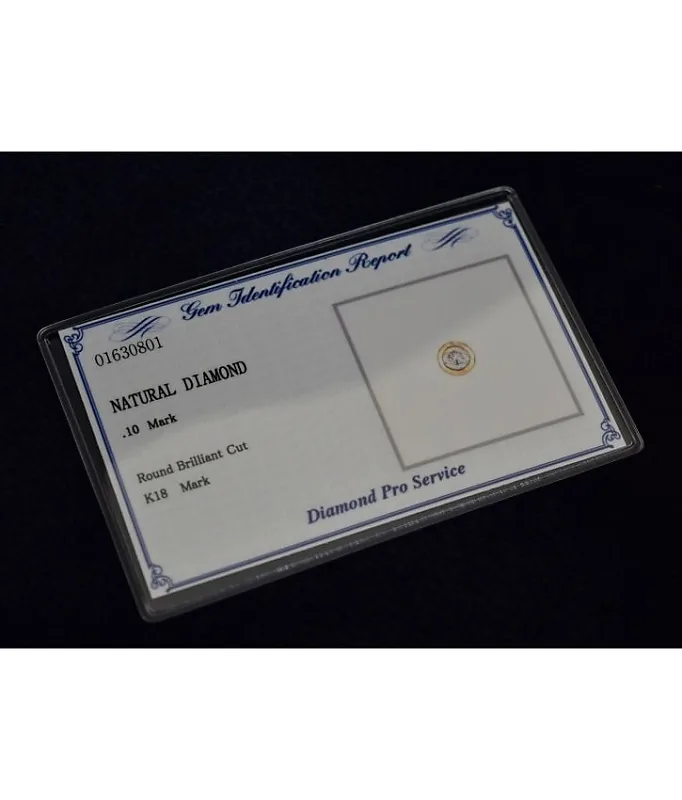 Gem Identification Report
01630801
NATURAL DIAMOND
.10 Mark
Round Brilliant Cut
K18 Mark
Diamond Pro Service